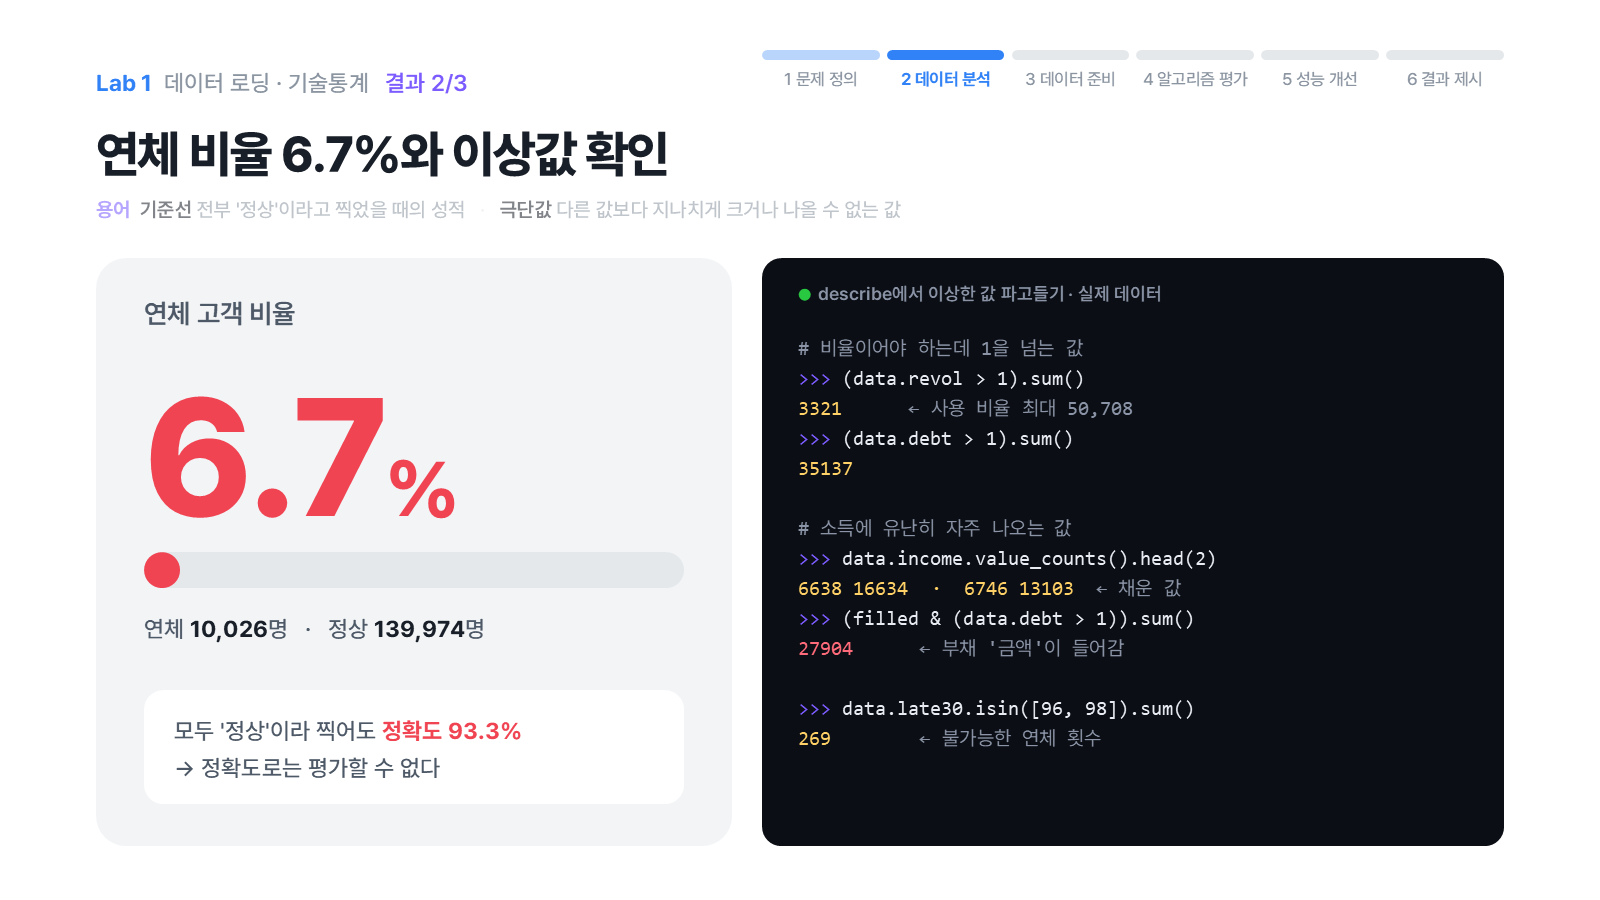 Lab 1 데이터 로딩 · 기술통계 결과 2/3
1 문제 정의
2 데이터 분석
3 데이터 준비
4 알고리즘 평가
5 성능 개선
6 결과 제시
연체 비율 6.7%와 이상값 확인
용어 기준선 전부 '정상'이라고 찍었을 때의 성적 · 극단값 다른 값보다 지나치게 크거나 나올 수 없는 값
연체 고객 비율
6.7%
연체 10,026명 · 정상 139,974명
모두 '정상'이라 찍어도 정확도 93.3%
→ 정확도로는 평가할 수 없다
describe에서 이상한 값 파고들기 · 실제 데이터
# 비율이어야 하는데 1을 넘는 값
>>> (data.revol > 1).sum()
3321 ← 사용 비율 최대 50,708
>>> (data.debt > 1).sum()
35137
# 소득에 유난히 자주 나오는 값
>>> data.income.value_counts().head(2)
6638 16634 · 6746 13103 ← 채운 값
>>> (filled & (data.debt > 1)).sum()
27904 ← 부채 '금액'이 들어감
>>> data.late30.isin([96, 98]).sum()
269 ← 불가능한 연체 횟수